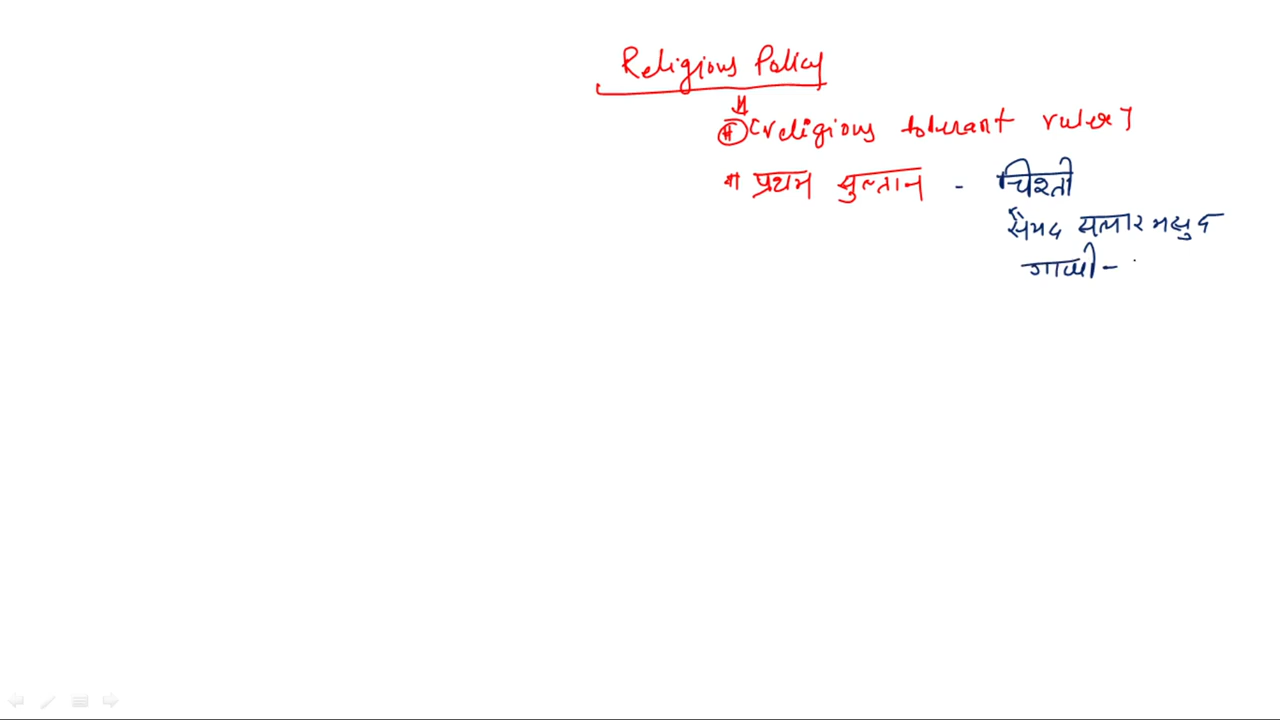 Religious Policy
# [religious tolerant ruler]
* प्रथम सुल्तान - चिश्ती
सैयद सलार मसुद
गाजी -